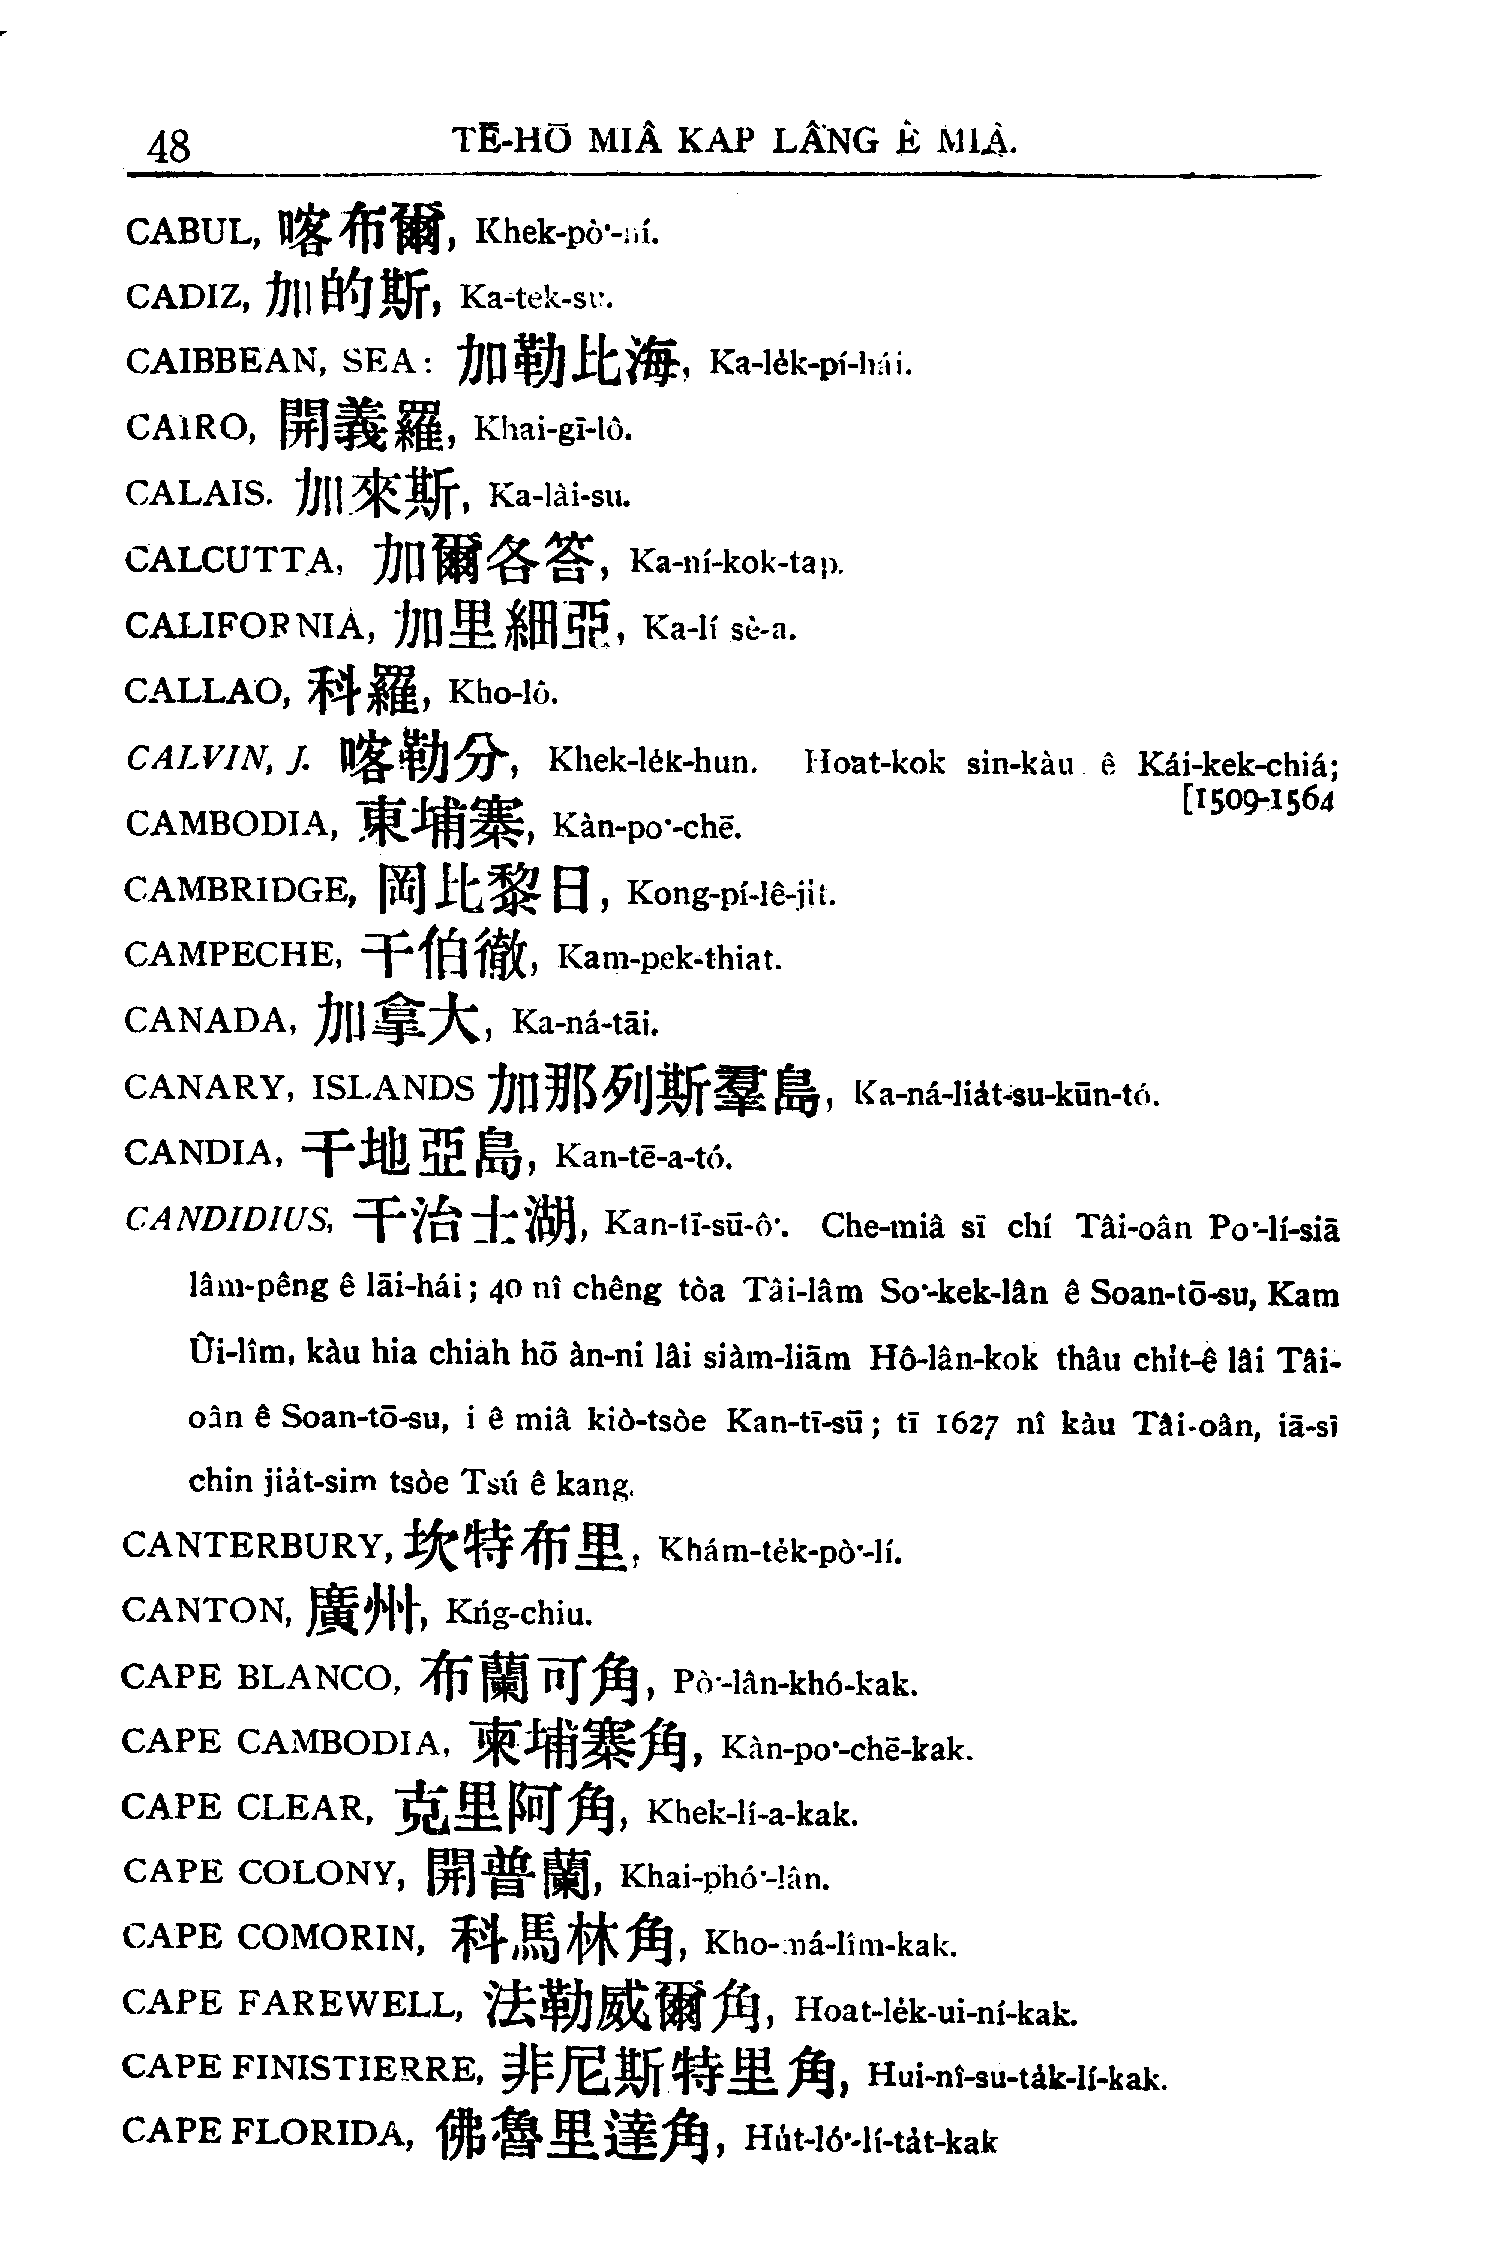 48 TĒ-HŌ MIÂ KAP LÂNG Ê MIÂ.
CABUL, 喀布爾, Khek-pò͘-ní.
CADIZ, 加的斯, Ka-tek-su.
CAIBBEAN, SEA: 加勒比海, Ka-le̍k-pí-hái.
CAIRO, 開義羅, Khai-gī-lô.
CALAIS. 加來斯, Ka-lài-su.
CALCUTTA, 加爾各答, Ka-ní-kok-tap.
CALIFORNIA, 加里細亞, Ka-lí sè-a.
CALLAO, 科羅, Kho-lô.
CALVIN, J. 喀勒分, Khek-le̍k-hun. Hoat-kok sin-kàu ê Kái-kek-chiá;
[1509-1564
CAMBODIA, 東埔寨, Kàn-po͘-chē.
CAMBRIDGE, 岡比黎日, Kong-pí-lê-jit.
CAMPECHE, 干伯徹, Kam-pek-thiat.
CANADA, 加拿大, Ka-ná-tāi.
CANARY, ISLANDS 加那列斯羣島, Ka-ná-lia̍t-su-kūn-tó.
CANDIA, 干地亞島, Kan-tē-a-tó.
CANDIDIUS, 干治士湖, Kan-tī-sū-ô͘. Che-miâ sī chí Tâi-oân Po͘-lí-siā
lâm-pêng ê lāi-hái; 40 nî chêng tòa Tâi-lâm So͘-kek-lân ê Soan-tō-su, Kam
Ûi-lîm, kàu hia chiah hō àn-ni lâi siàm-liām Hô-lân-kok thâu chi̍t-ê lâi Tâi-
oân ê Soan-tō-su, i ê miâ kiò-tsòe Kan-tī-sū; tī 1627 nî kàu Tâi-oân, iā-sī
chin jia̍t-sim tsòe Tsú ê kang.
CANTERBURY, 坎特布里, Khám-te̍k-pò͘-lí.
CANTON, 廣州, Kńg-chiu.
CAPE BLANCO, 布蘭可角, Pò͘-lân-khó-kak.
CAPE CAMBODIA, 柬埔寨角, Kàn-po͘-chē-kak.
CAPE CLEAR, 克里阿角, Khek-lí-a-kak.
CAPE COLONY, 開普蘭, Khai-phó͘-lân.
CAPE COMORIN, 科馬林角, Kho-má-lîm-kak.
CAPE FAREWELL, 法勒威爾角, Hoat-le̍k-ui-ní-kak.
CAPE FINISTIERRE, 非尼斯特里角, Hui-nî-su-ta̍k-lí-kak.
CAPE FLORIDA, 佛魯里達角, Hu̍t-ló͘-lí-ta̍t-kak